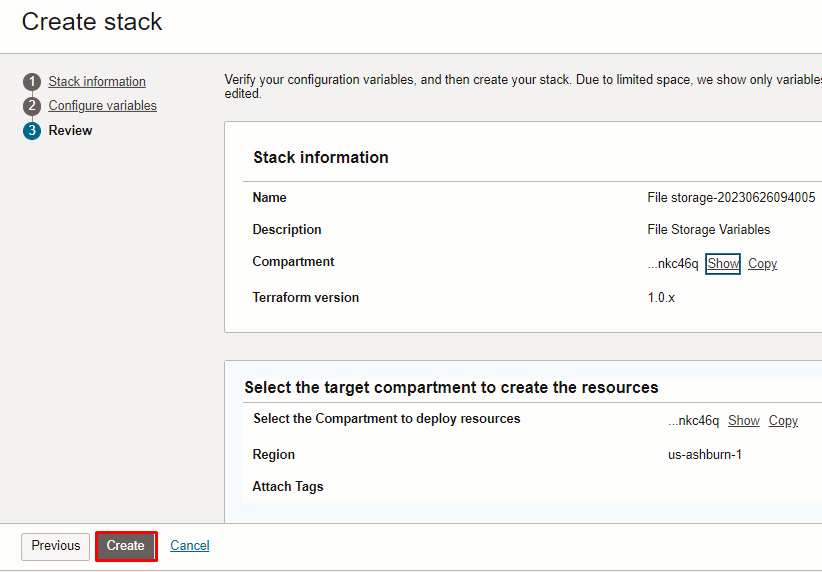 Create stack
1 Stack information
2 Configure variables
3 Review
Verify your configuration variables, and then create your stack. Due to limited space, we show only variables
edited.
Stack information
Name File storage-20230626094005
Description File Storage Variables
Compartment ...nkc46q Show Copy
Terraform version 1.0.x
Select the target compartment to create the resources
Select the Compartment to deploy resources ...nkc46q Show Copy
Region us-ashburn-1
Attach Tags
Previous Create Cancel